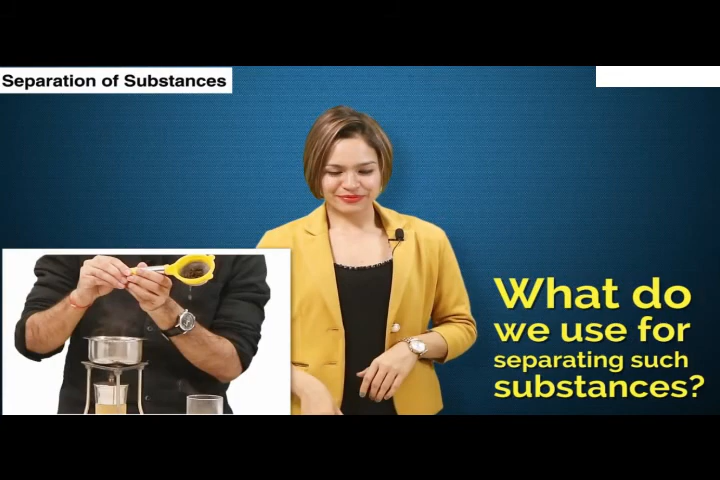 Separation of Substances
What do
we use for
separating such
substances?